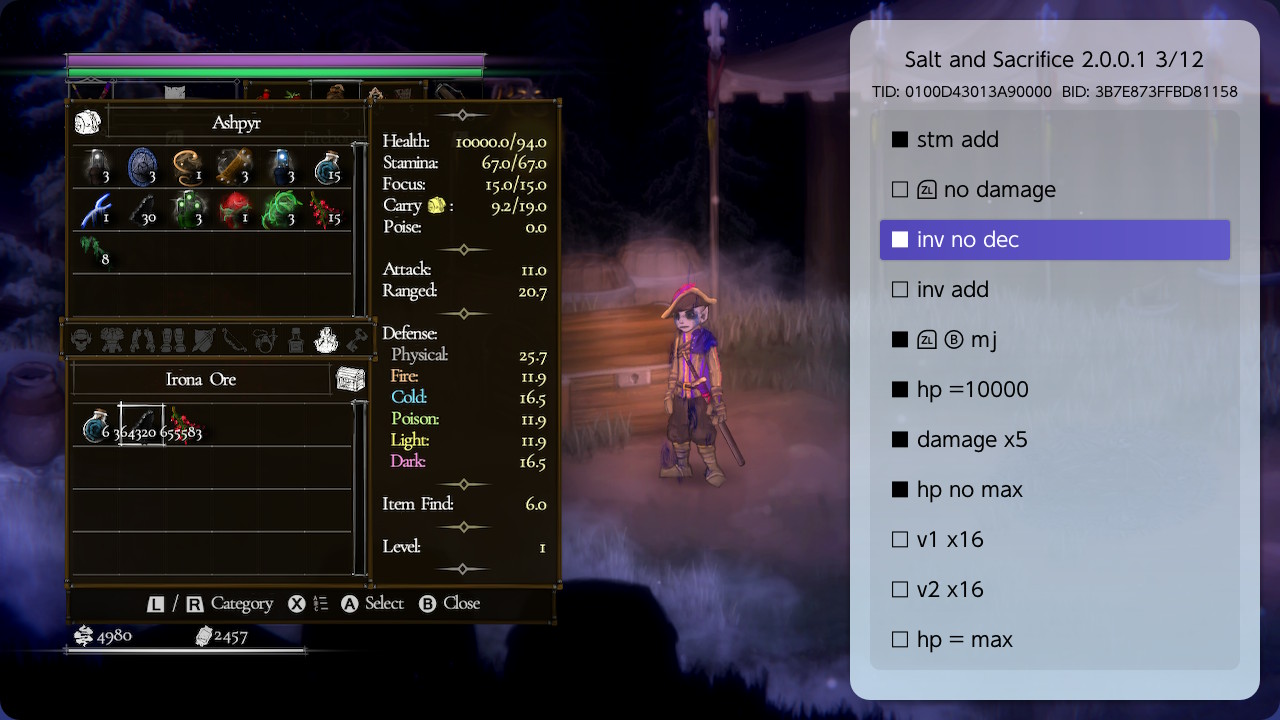 Ashpyr
3 3 1 3 3 15
1 30 3 1 3 15
8
Irona Ore
6 364320 655583
Health: 10000.0/94.0
Stamina: 67.0/67.0
Focus: 15.0/15.0
Carry : 9.2/19.0
Poise: 0.0
Attack: 11.0
Ranged: 20.7
Defense:
Physical: 25.7
Fire: 11.9
Cold: 16.5
Poison: 11.9
Light: 11.9
Dark: 16.5
Item Find: 6.0
Level: 1
L / R Category X A Select B Close
4980 2457
Salt and Sacrifice 2.0.0.1 3/12
TID: 0100D43013A90000 BID: 3B7E873FFBD81158
stm add
ZL no damage
inv no dec
inv add
ZL B mj
hp =10000
damage x5
hp no max
v1 x16
v2 x16
hp = max